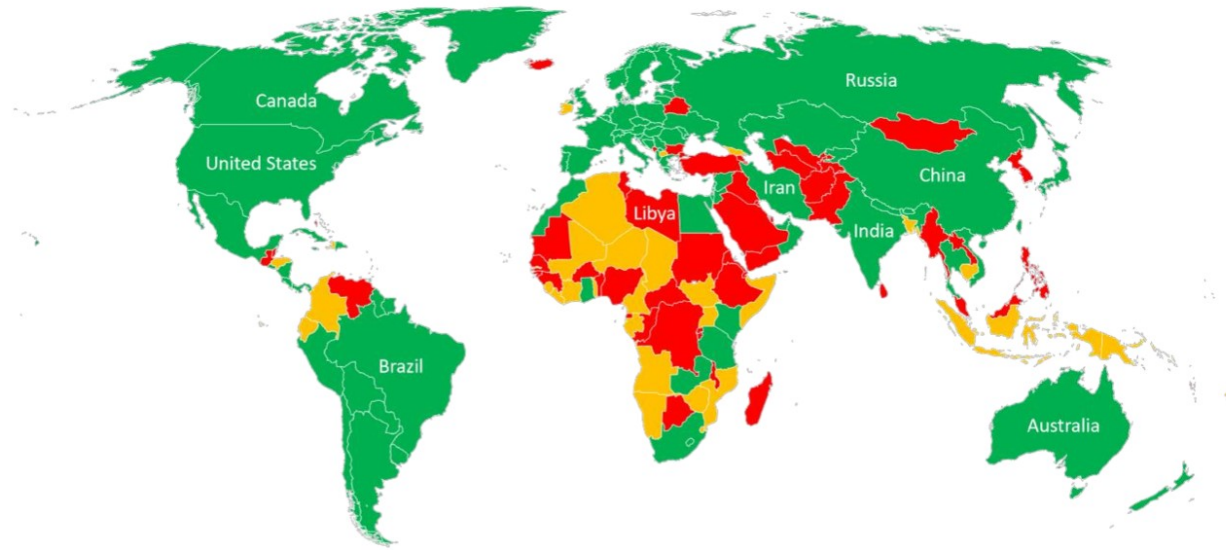 Canada
United States
Brazil
Libya
Russia
China
Iran
India
Australia